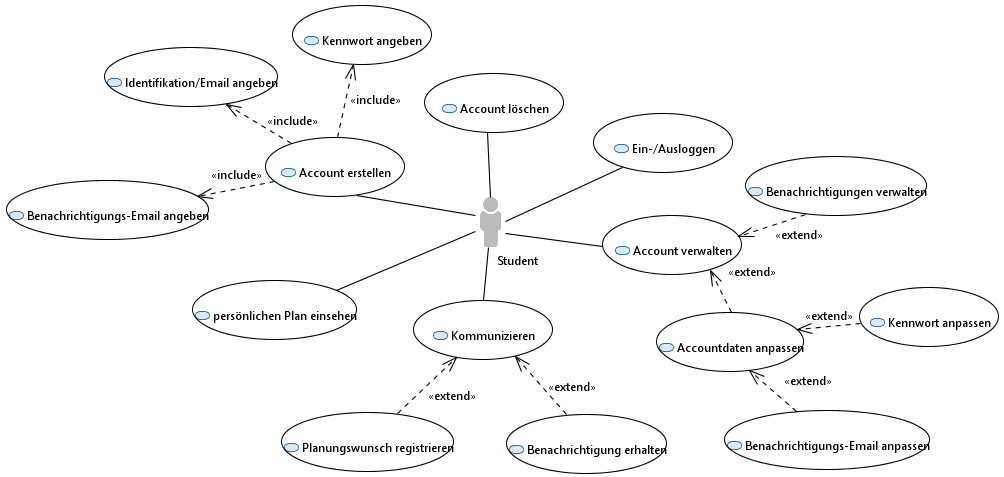 Kennwort angeben
Identifikation/Email angeben
«include»
«include»
Account löschen
Ein-/Ausloggen
Account erstellen
«include»
Benachrichtigungen verwalten
Benachrichtigungs-Email angeben
«extend»
Account verwalten
Student
«extend»
persönlichen Plan einsehen
«extend»
Kennwort anpassen
Kommunizieren
Accountdaten anpassen
«extend»
«extend»
«extend»
Planungswunsch registrieren
Benachrichtigung erhalten
Benachrichtigungs-Email anpassen